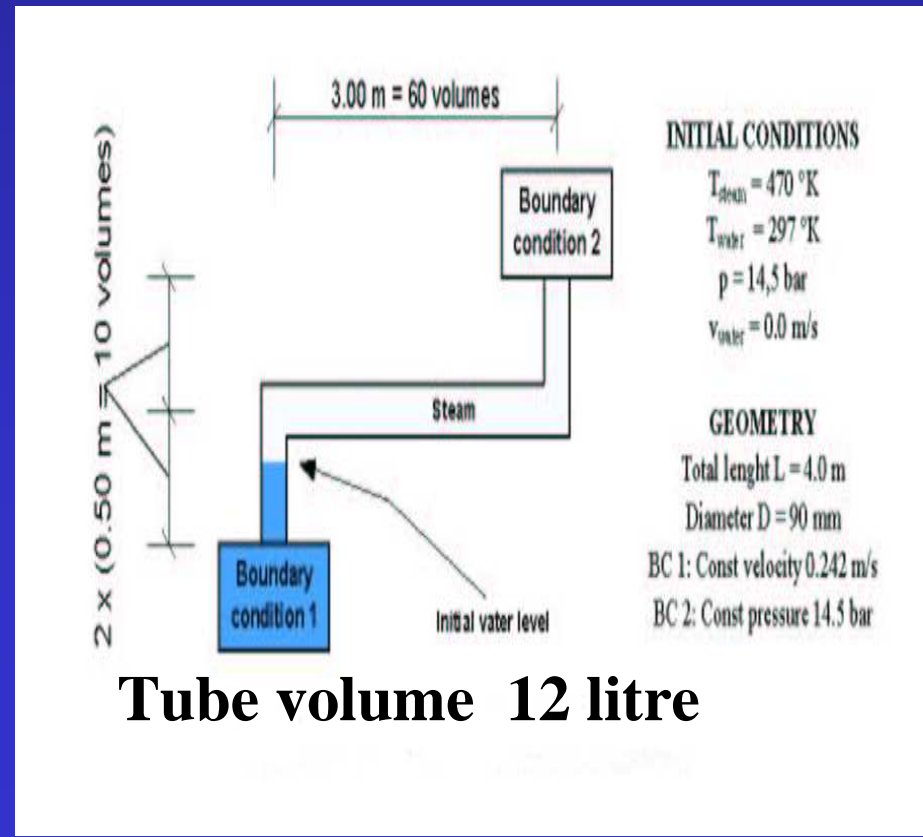 3.00 m = 60 volumes
2 x (0.50 m = 10 volumes)
Boundary
condition 2
Steam
Boundary
condition 1
Initial vater level
INITIAL CONDITIONS
Tsteam = 470 °K
Twater = 297 °K
p = 14,5 bar
vwater = 0.0 m/s
GEOMETRY
Total lenght L = 4.0 m
Diameter D = 90 mm
BC 1: Const velocity 0.242 m/s
BC 2: Const pressure 14.5 bar
Tube volume 12 litre